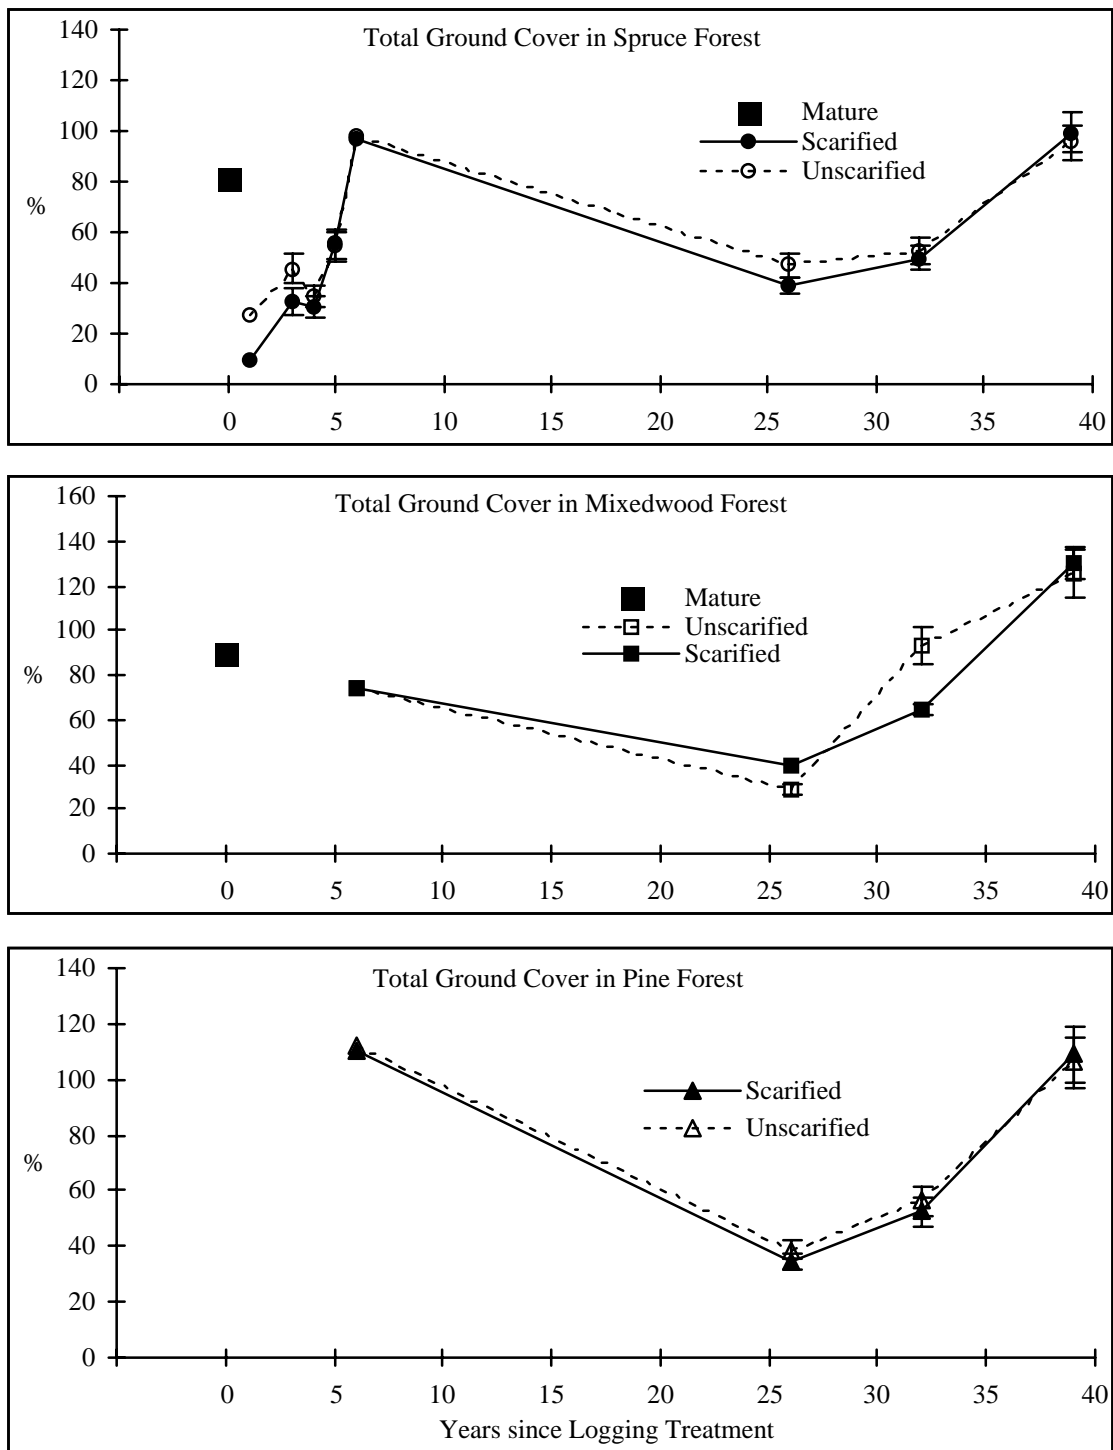 Total Ground Cover in Spruce Forest
140
120
100
80
60
40
20
0
%
Mature
Scarified
Unscarified
0 5 10 15 20 25 30 35 40
Total Ground Cover in Mixedwood Forest
160
140
120
100
80
60
40
20
0
%
Mature
Unscarified
Scarified
0 5 10 15 20 25 30 35 40
Total Ground Cover in Pine Forest
140
120
100
80
60
40
20
0
%
Scarified
Unscarified
0 5 10 15 20 25 30 35 40
Years since Logging Treatment